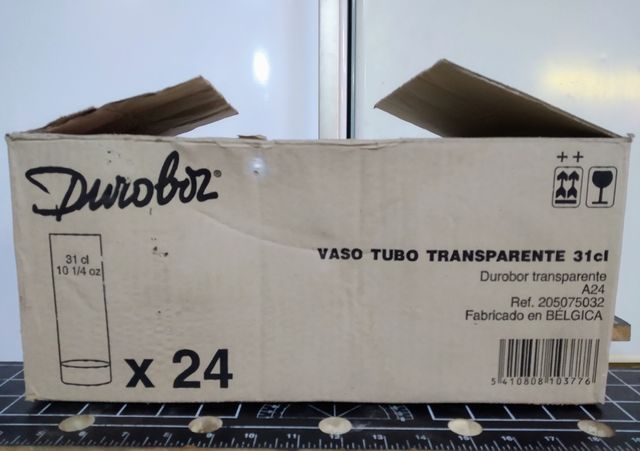 Durobor®
++
31 cl
10 1/4 oz
x 24
VASO TUBO TRANSPARENTE 31cl
Durobor transparente
A24
Ref. 205075032
Fabricado en BÉLGICA
5 410808 103776